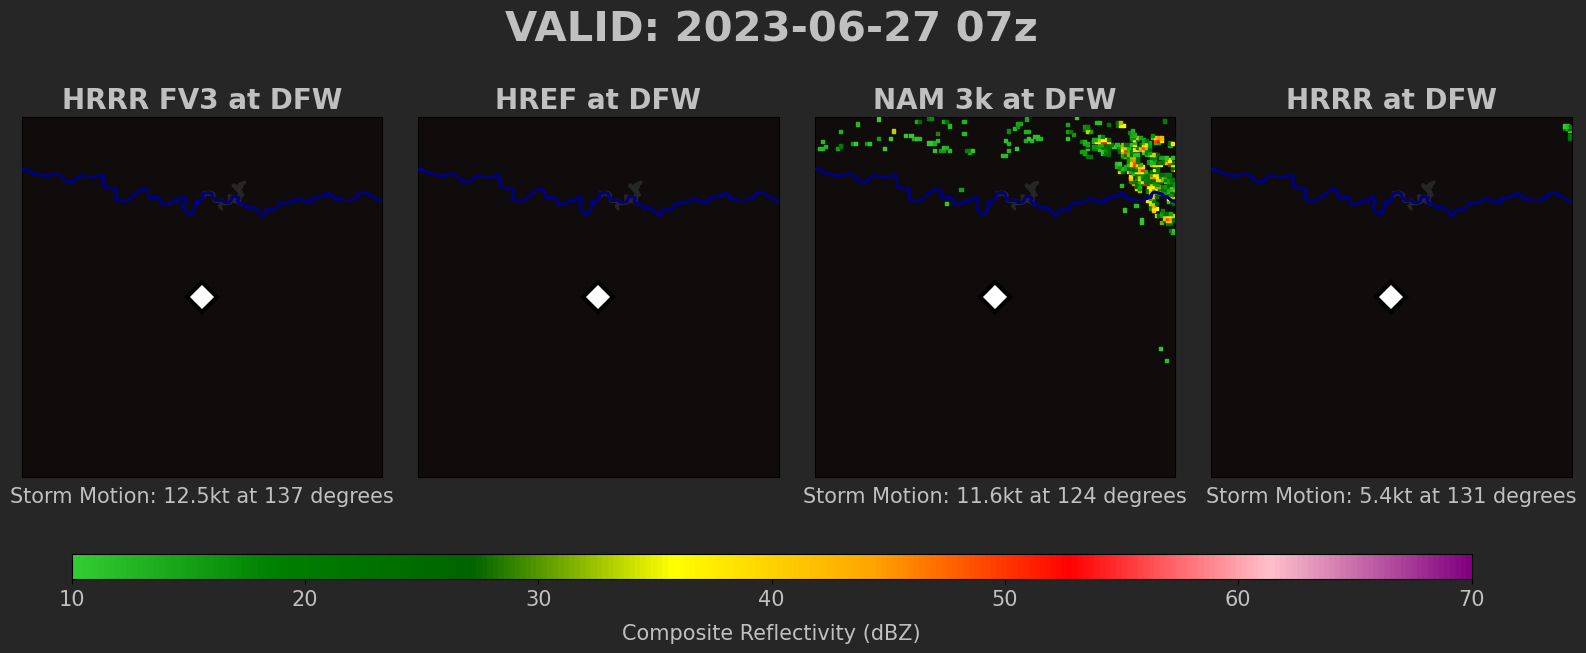 VALID: 2023-06-27 07z
HRRR FV3 at DFW
HREF at DFW
NAM 3k at DFW
HRRR at DFW
Storm Motion: 12.5kt at 137 degrees
Storm Motion: 11.6kt at 124 degrees
Storm Motion: 5.4kt at 131 degrees
10 20 30 40 50 60 70
Composite Reflectivity (dBZ)